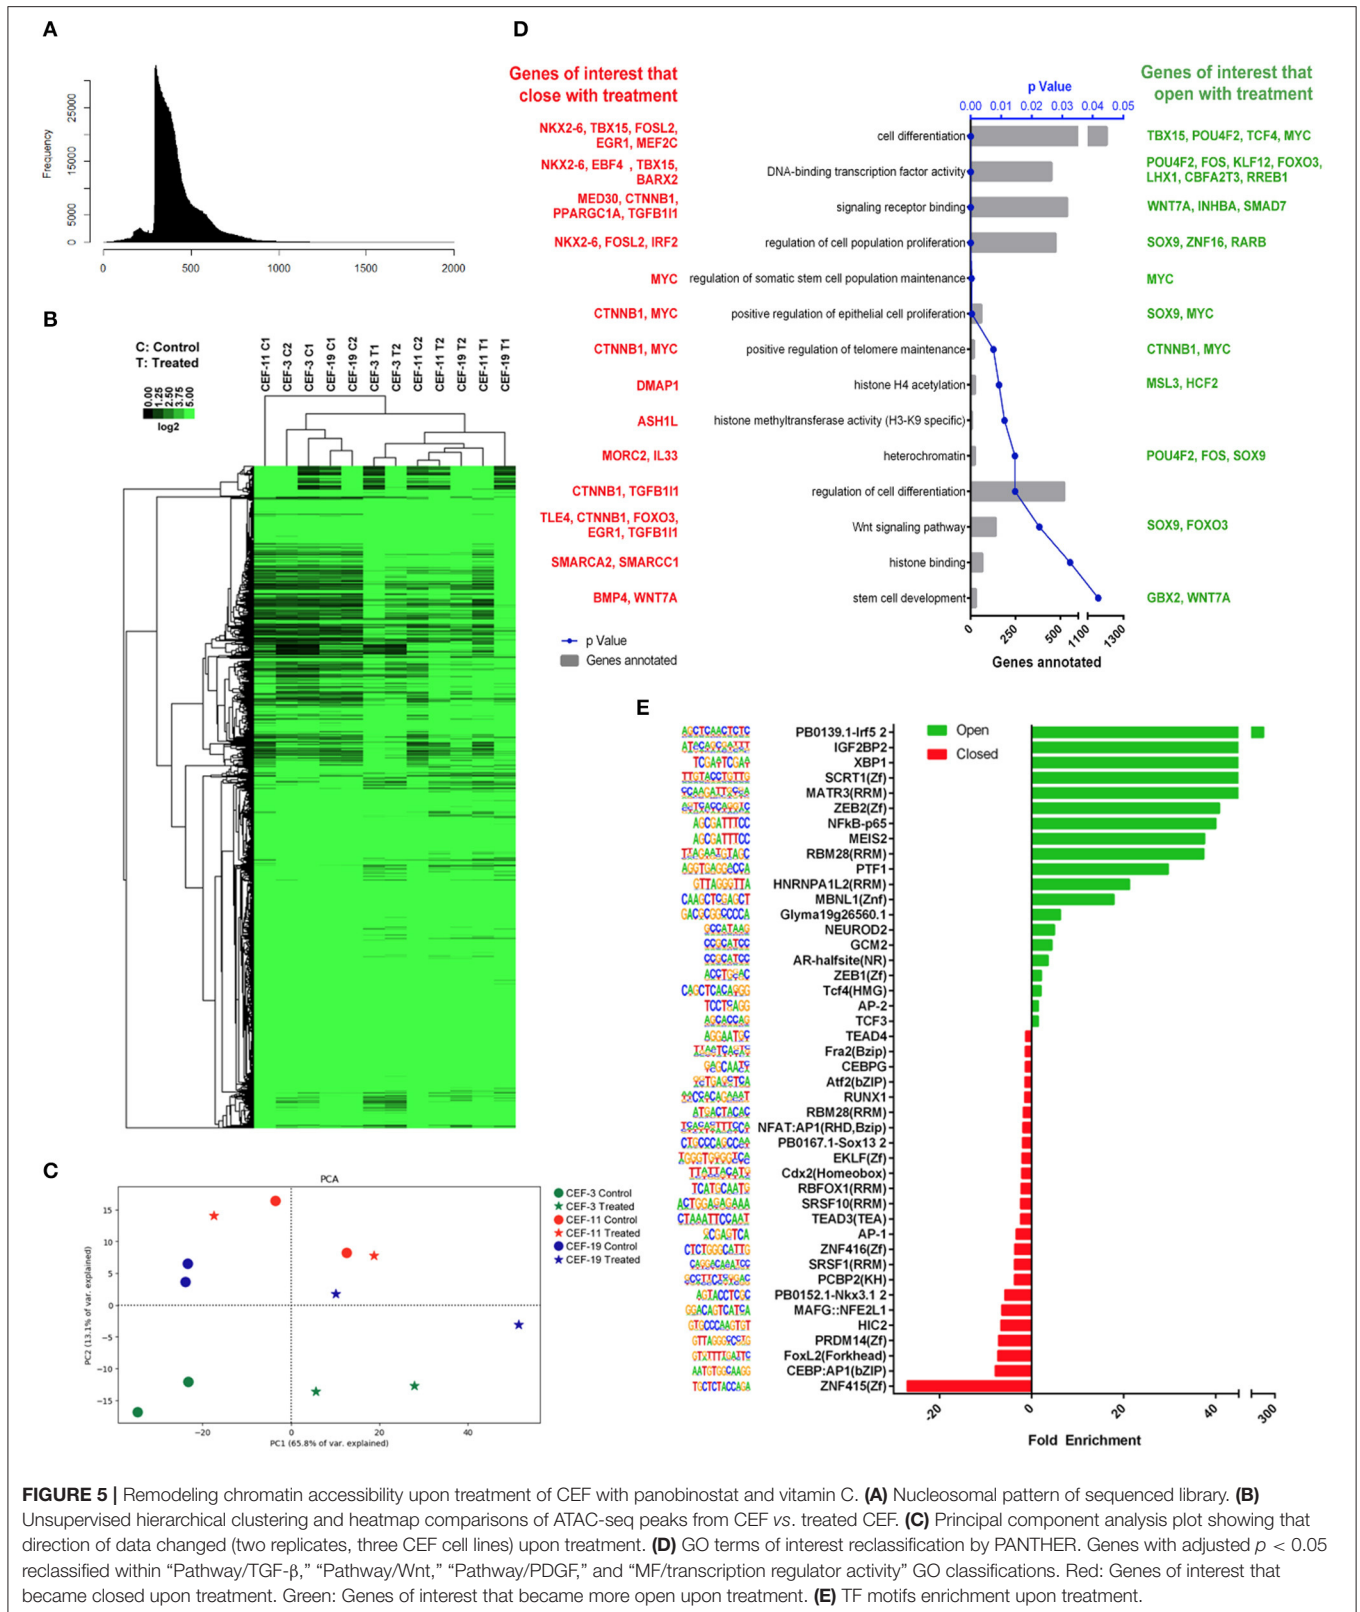 A
Frequency
0
5000
15000
25000
0
500
1000
1500
2000
B
C: Control
T: Treated
0.00
1.25
2.50
3.75
5.00
log2
CEF-11 C1
CEF-3 C2
CEF-3 C1
CEF-19 C1
CEF-19 C2
CEF-3 T1
CEF-3 T2
CEF-11 C2
CEF-11 T2
CEF-19 T2
CEF-11 T1
CEF-19 T1
C
PCA
PC2 (13.1% of var. explained)
15
10
5
0
−5
−10
−15
−20
0
20
40
PC1 (65.8% of var. explained)
CEF-3 Control
CEF-3 Treated
CEF-11 Control
CEF-11 Treated
CEF-19 Control
CEF-19 Treated
D
Genes of interest that
close with treatment
p Value
Genes of interest that
open with treatment
0.00 0.01 0.02 0.03 0.04 0.05
NKX2-6, TBX15, FOSL2,
EGR1, MEF2C
cell differentiation
TBX15, POU4F2, TCF4, MYC
NKX2-6, EBF4 , TBX15,
BARX2
DNA-binding transcription factor activity
POU4F2, FOS, KLF12, FOXO3,
LHX1, CBFA2T3, RREB1
MED30, CTNNB1,
PPARGC1A, TGFB1I1
signaling receptor binding
WNT7A, INHBA, SMAD7
NKX2-6, FOSL2, IRF2
regulation of cell population proliferation
SOX9, ZNF16, RARB
MYC
regulation of somatic stem cell population maintenance
MYC
CTNNB1, MYC
positive regulation of epithelial cell proliferation
SOX9, MYC
CTNNB1, MYC
positive regulation of telomere maintenance
CTNNB1, MYC
DMAP1
histone H4 acetylation
MSL3, HCF2
ASH1L
histone methyltransferase activity (H3-K9 specific)
MORC2, IL33
heterochromatin
POU4F2, FOS, SOX9
CTNNB1, TGFB1I1
regulation of cell differentiation
TLE4, CTNNB1, FOXO3,
EGR1, TGFB1I1
Wnt signaling pathway
SOX9, FOXO3
SMARCA2, SMARCC1
histone binding
BMP4, WNT7A
stem cell development
GBX2, WNT7A
0
250
500
1100
1300
Genes annotated
p Value
Genes annotated
E
Open
Closed
PB0139.1-Irf5 2
IGF2BP2
XBP1
SCRT1(Zf)
MATR3(RRM)
ZEB2(Zf)
NFkB-p65
AGCGATTTCC
MEIS2
AGCGATTTCC
RBM28(RRM)
PTF1
HNRNPA1L2(RRM)
GTTAGGGTTA
MBNL1(Znf)
Glyma19g26560.1
NEUROD2
GCCATAAG
GCM2
CCGCATCC
AR-halfsite(NR)
CCGCATCC
ZEB1(Zf)
Tcf4(HMG)
AP-2
TCF3
AGCACCAG
TEAD4
Fra2(Bzip)
CEBPG
Atf2(bZIP)
RUNX1
RBM28(RRM)
ATGACTACAC
NFAT:AP1(RHD,Bzip)
PB0167.1-Sox13 2
EKLF(Zf)
Cdx2(Homeobox)
RBFOX1(RRM)
TCATGCAATG
SRSF10(RRM)
ACTGGAGAGAAA
TEAD3(TEA)
CTAAATTCCAAT
AP-1
ZNF416(Zf)
CTCTGGGCATTG
SRSF1(RRM)
PCBP2(KH)
PB0152.1-Nkx3.1 2
AGTACCTCGC
MAFG::NFE2L1
GGACAGTCATCA
HIC2
GTGCCCAAGTGT
PRDM14(Zf)
FoxL2(Forkhead)
CEBP:AP1(bZIP)
AATGTGGCAAGG
ZNF415(Zf)
TGCTCTACCAGA
-20
0
20
40
300
Fold Enrichment
FIGURE 5 | Remodeling chromatin accessibility upon treatment of CEF with panobinostat and vitamin C. (A) Nucleosomal pattern of sequenced library. (B)
Unsupervised hierarchical clustering and heatmap comparisons of ATAC-seq peaks from CEF vs. treated CEF. (C) Principal component analysis plot showing that
direction of data changed (two replicates, three CEF cell lines) upon treatment. (D) GO terms of interest reclassification by PANTHER. Genes with adjusted p < 0.05
reclassified within “Pathway/TGF-β,” “Pathway/Wnt,” “Pathway/PDGF,” and “MF/transcription regulator activity” GO classifications. Red: Genes of interest that
became closed upon treatment. Green: Genes of interest that became more open upon treatment. (E) TF motifs enrichment upon treatment.